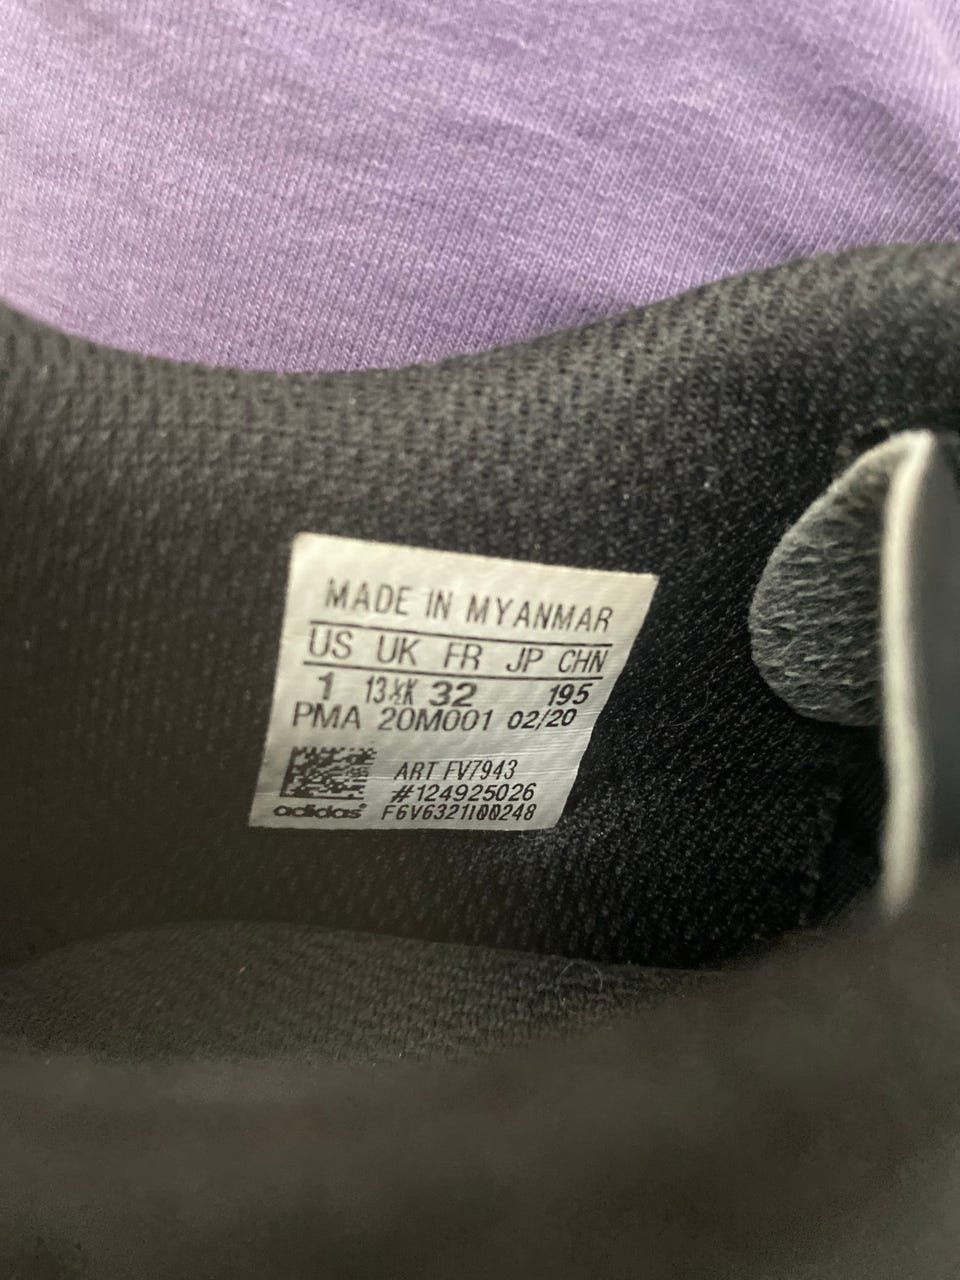 MADE IN MYANMAR
US UK FR JP CHN
1 13½K 32 195
PMA 20M001 02/20
ART FV7943
#124925026
adidas® F6V6321I00248